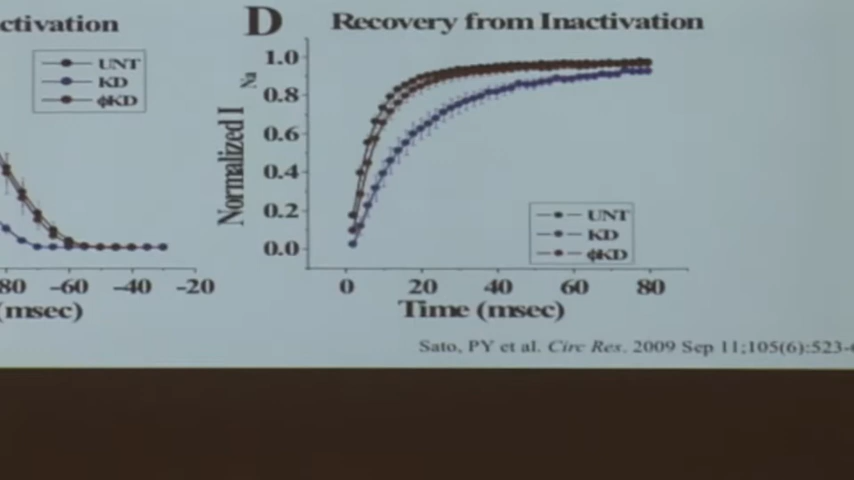 ctivation
UNT
KD
ϕKD
80 -60 -40 -20
(msec)
D Recovery from Inactivation
Normalized I Na
1.0
0.8
0.6
0.4
0.2
0.0
UNT
KD
ϕKD
0 20 40 60 80
Time (msec)
Sato, PY et al. Circ Res. 2009 Sep 11;105(6):523-